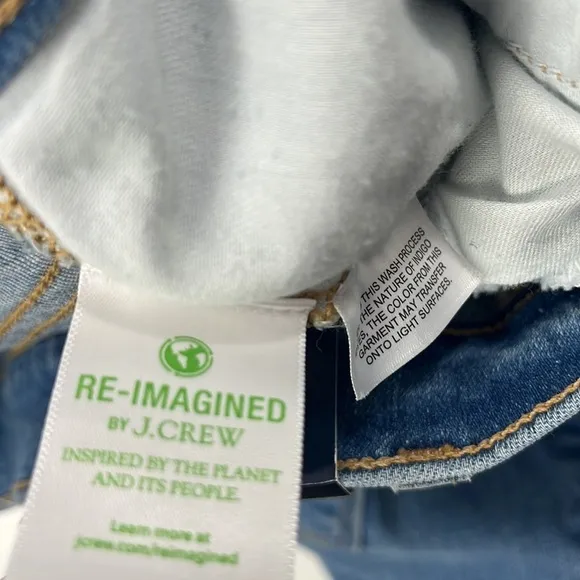 RE-IMAGINED
BY J.CREW
INSPIRED BY THE PLANET
AND ITS PEOPLE.
Learn more at
jcrew.com/reimagined
THIS WASH PROCESS
THE NATURE OF INDIGO
THE COLOR FROM THIS
GARMENT MAY TRANSFER
ONTO LIGHT SURFACES.